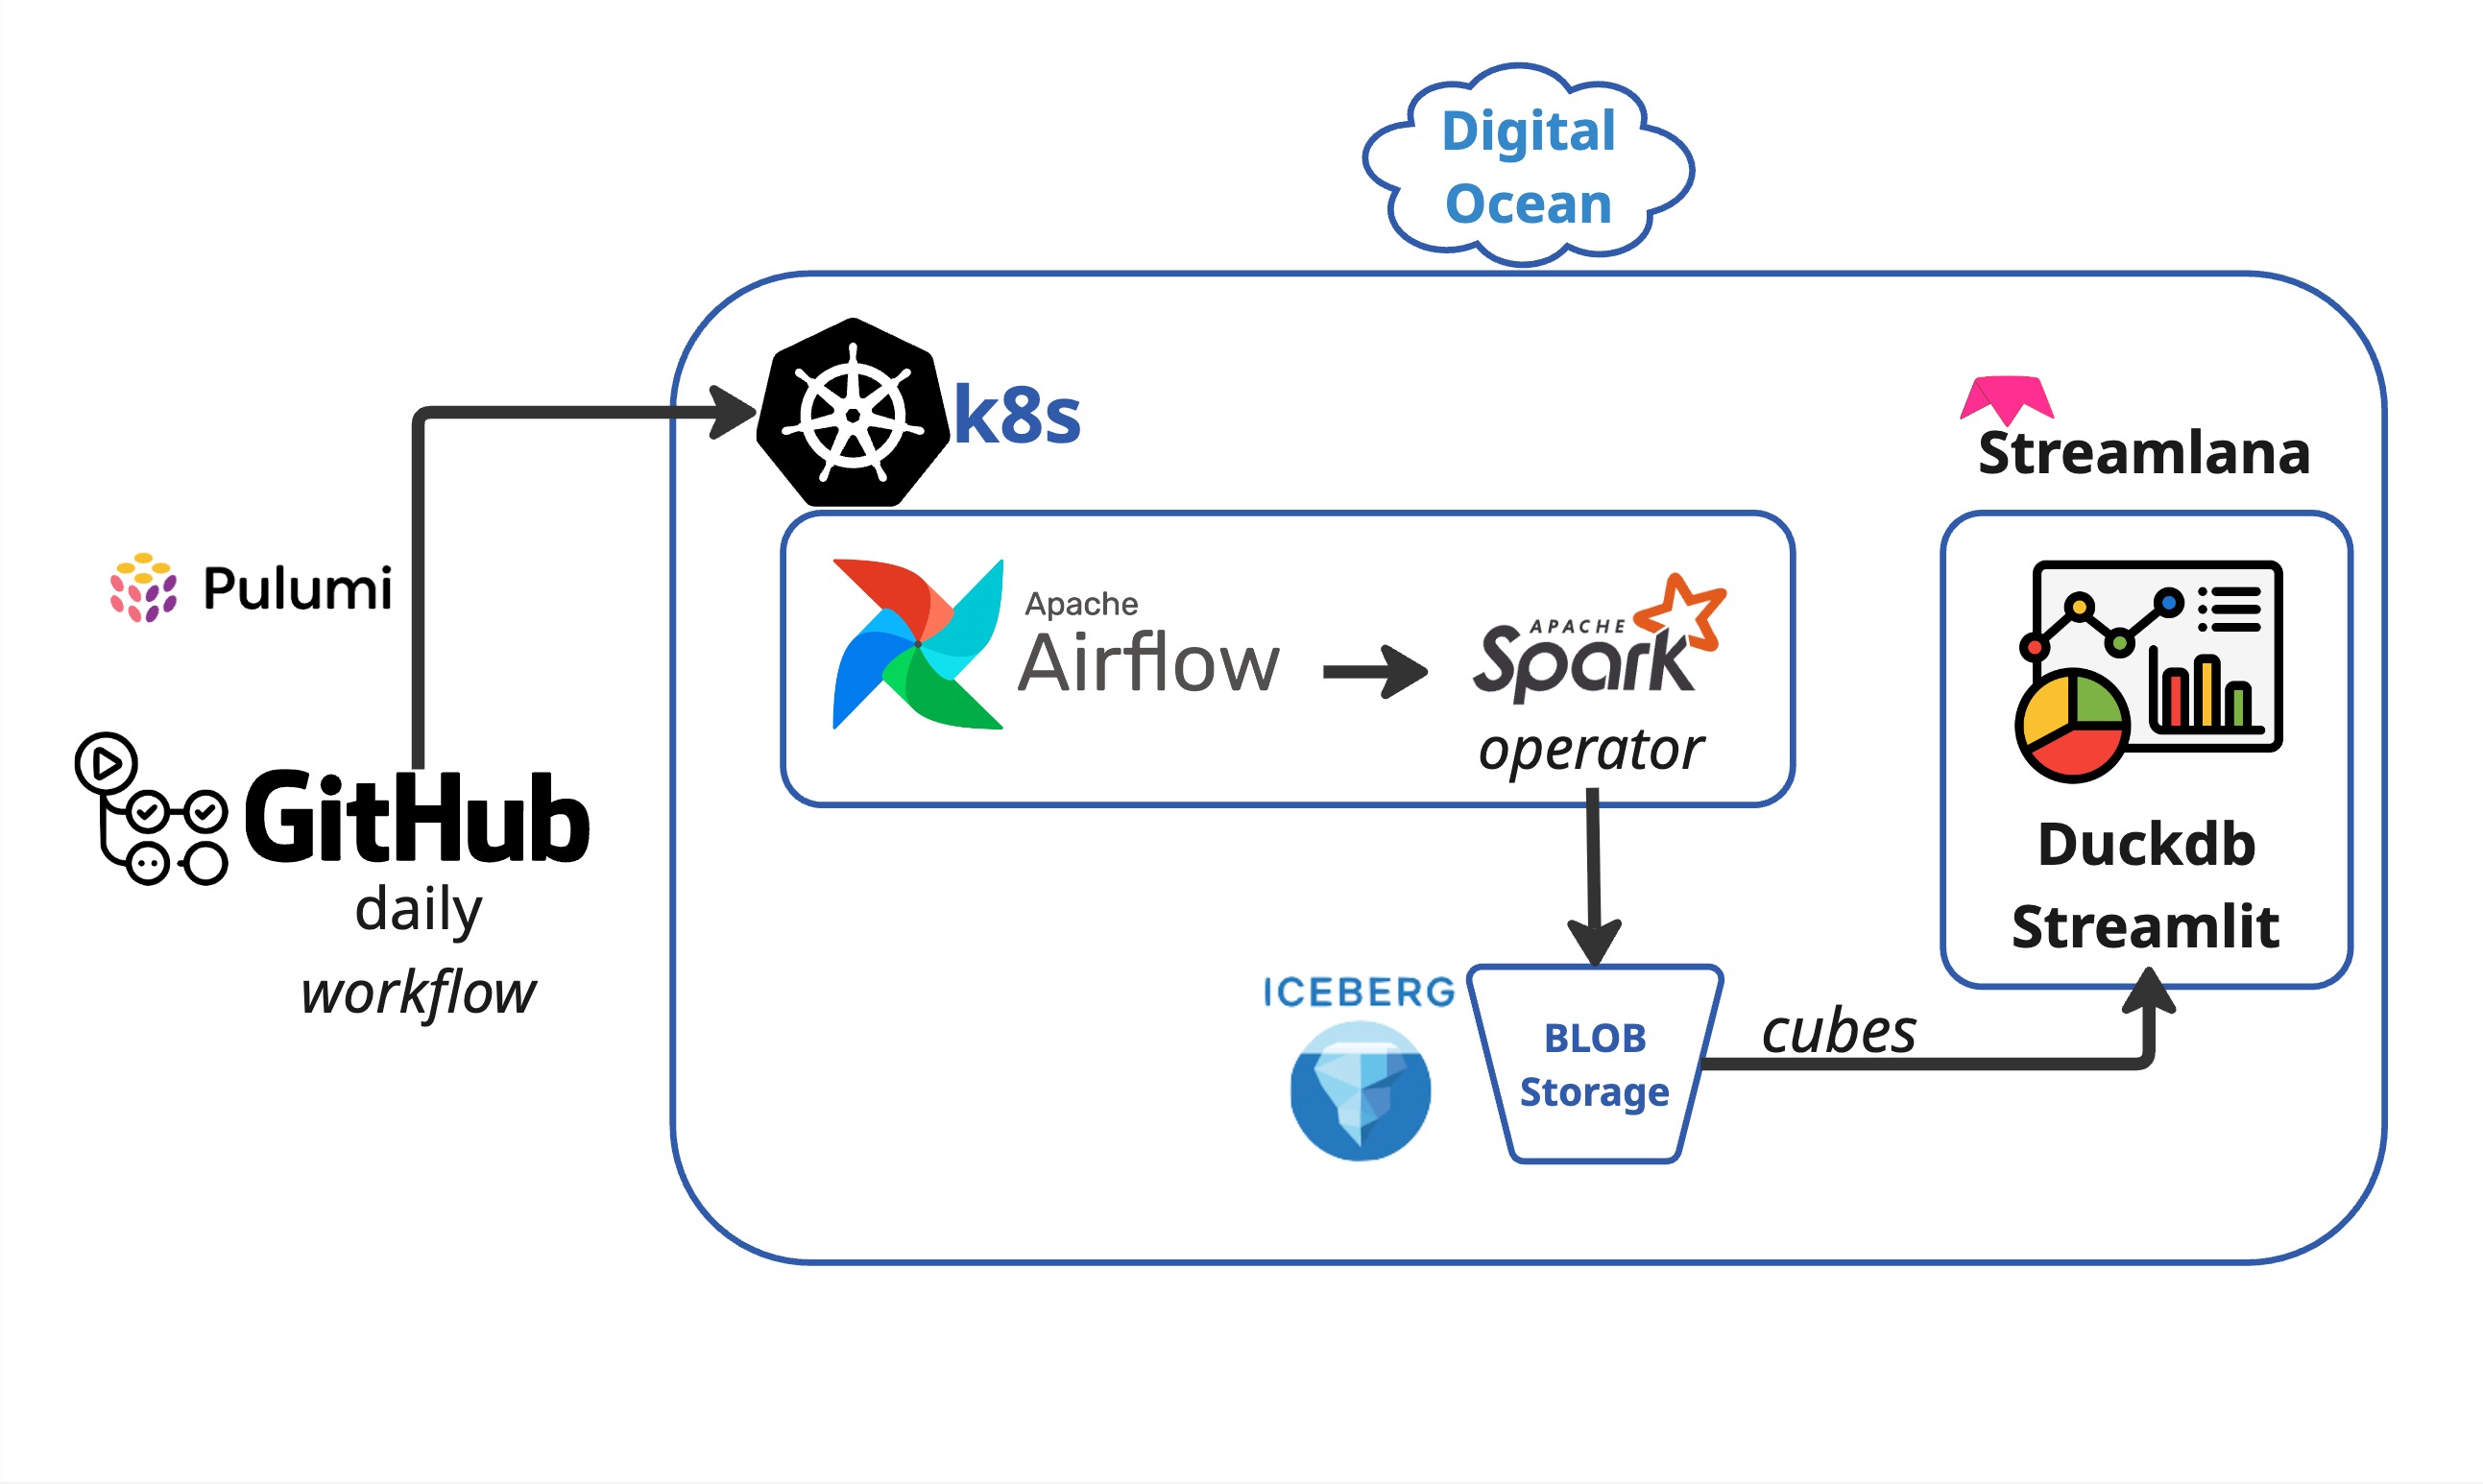 Digital
Ocean
k8s
Streamlana
Pulumi
Apache
Airflow
APACHE
Spark
operator
GitHub
daily
workflow
Duckdb
Streamlit
ICEBERG
BLOB
Storage
cubes